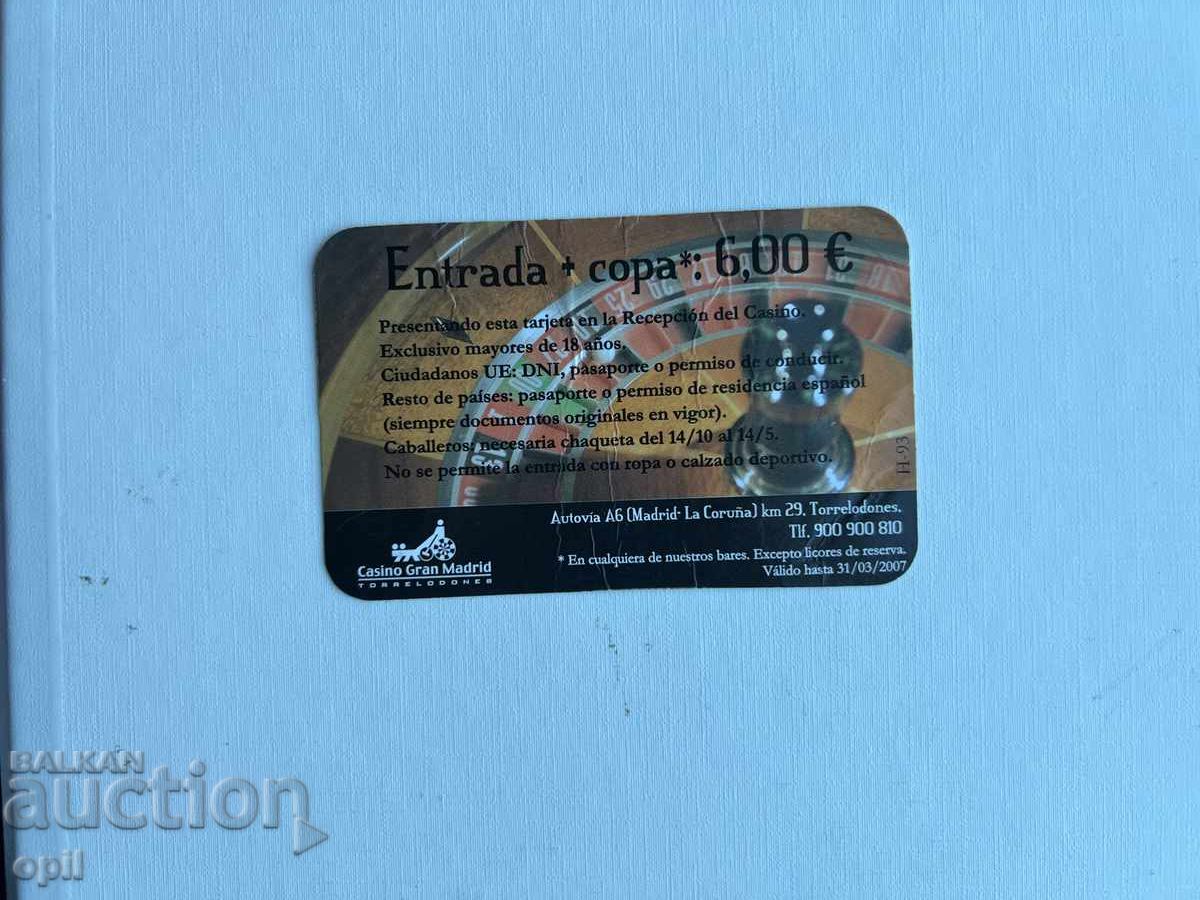 Entrada + copa*: 6,00 €
Presentando esta tarjeta en la Recepción del Casino.
Exclusivo mayores de 18 años.
Ciudadanos UE: DNI, pasaporte o permiso de conducir.
Resto de países: pasaporte o permiso de residencia español
(siempre documentos originales en vigor).
Caballeros: necesaria chaqueta del 14/10 al 14/5.
No se permite la entrada con ropa o calzado deportivo.
H-93
Autovía A6 (Madrid- La Coruña) km 29. Torrelodones.
Tlf. 900 900 810
* En cualquiera de nuestros bares. Excepto licores de reserva.
Válido hasta 31/03/2007
Casino Gran Madrid
TORRELODONES
BALKAN
auction
opil